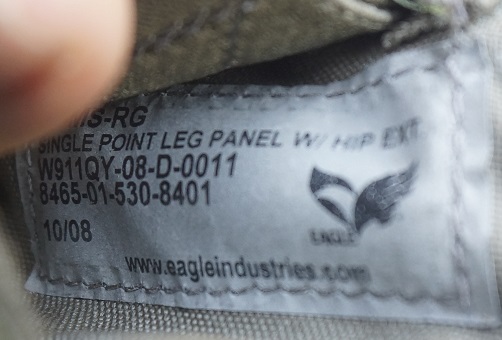 SINGLE POINT LEG PANEL W/ HIP EXT.
W911QY-08-D-0011
8465-01-530-8401
10/08
EAGLE
www.eagleindustries.com